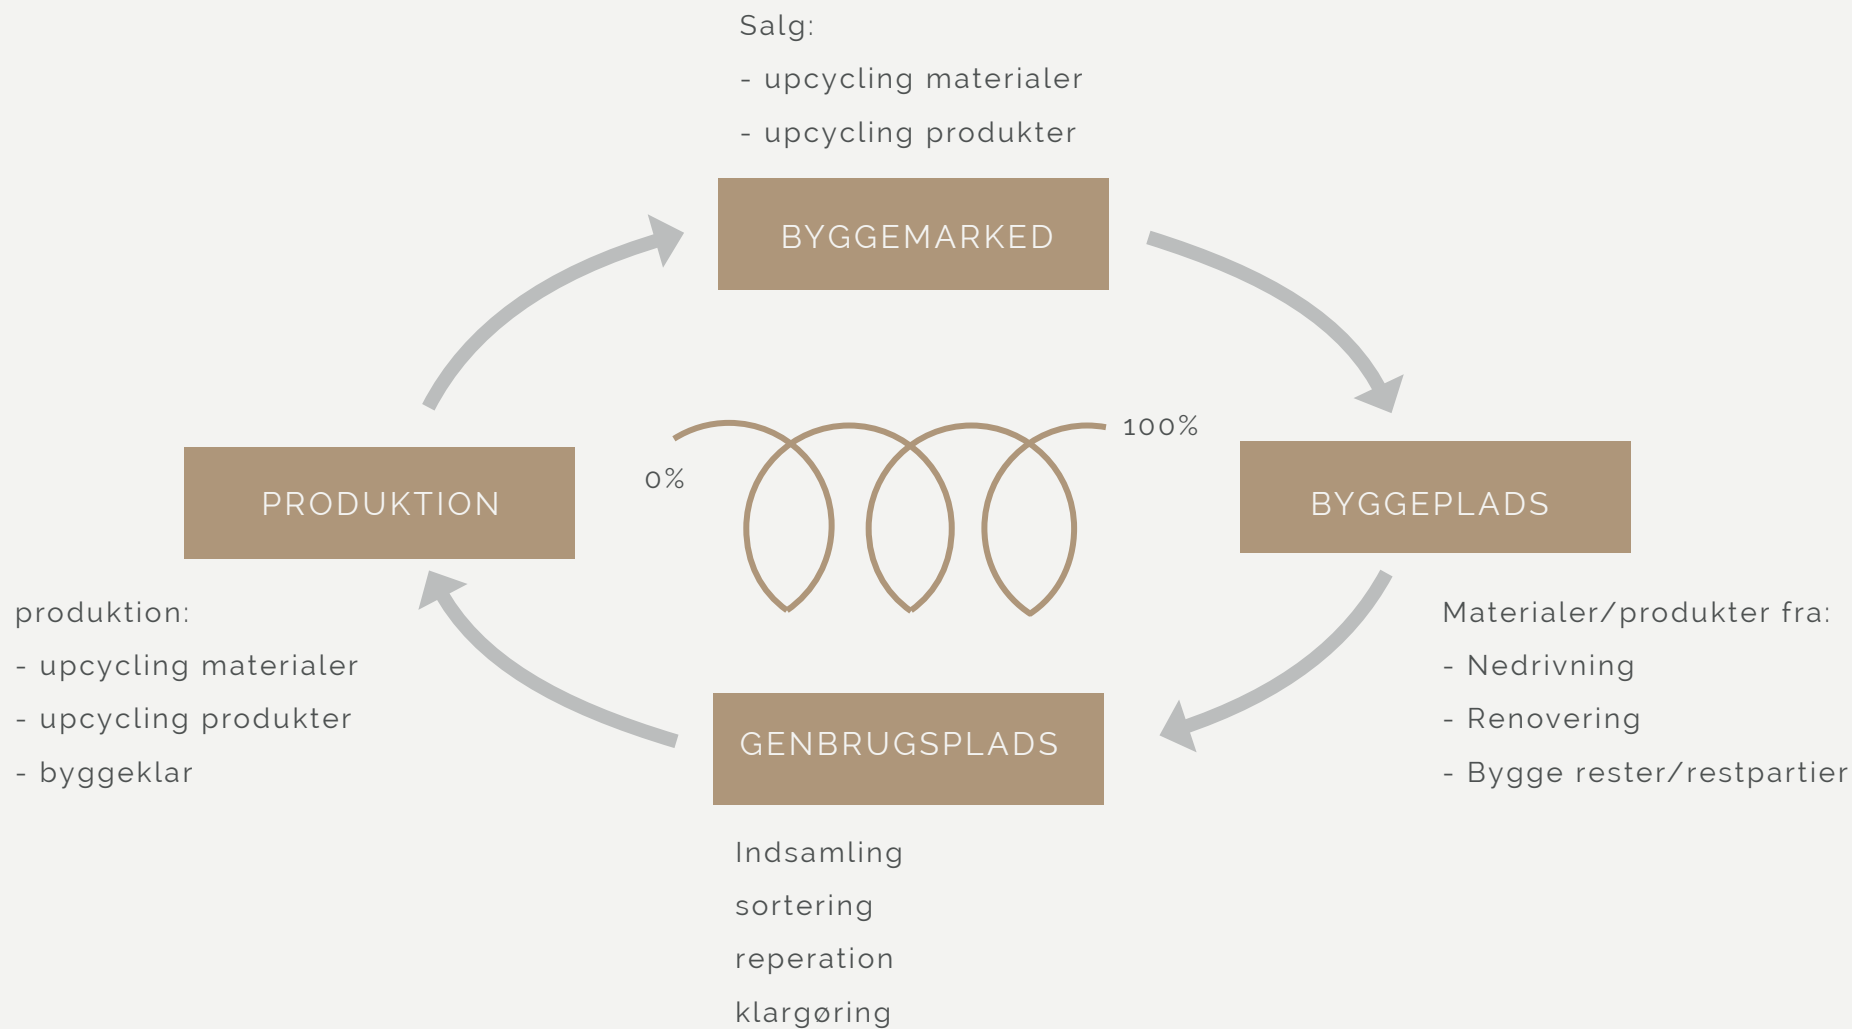 Salg:
- upcycling materialer
- upcycling produkter
BYGGEMARKED
100%
0%
PRODUKTION
BYGGEPLADS
produktion:
- upcycling materialer
- upcycling produkter
- byggeklar
Materialer/produkter fra:
- Nedrivning
- Renovering
- Bygge rester/restpartier
GENBRUGSPLADS
Indsamling
sortering
reperation
klargøring